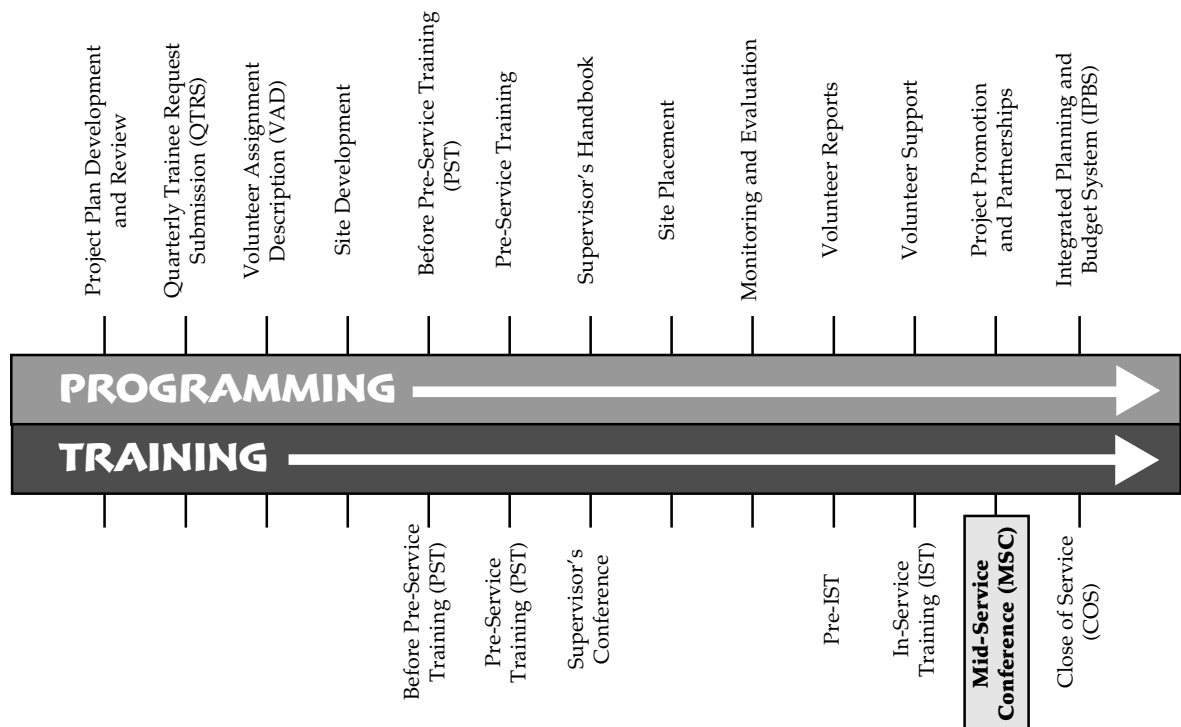 Project Plan Development
and Review
Quarterly Trainee Request
Submission (QTRS)
Volunteer Assignment
Description (VAD)
Site Development
Before Pre-Service Training
(PST)
Pre-Service Training
Supervisor's Handbook
Site Placement
Monitoring and Evaluation
Volunteer Reports
Volunteer Support
Project Promotion
and Partnerships
Integrated Planning and
Budget System (IPBS)
PROGRAMMING
TRAINING
Before Pre-Service
Training (PST)
Pre-Service
Training (PST)
Supervisor's
Conference
Pre-IST
In-Service
Training (IST)
Mid-Service
Conference (MSC)
Close of Service
(COS)